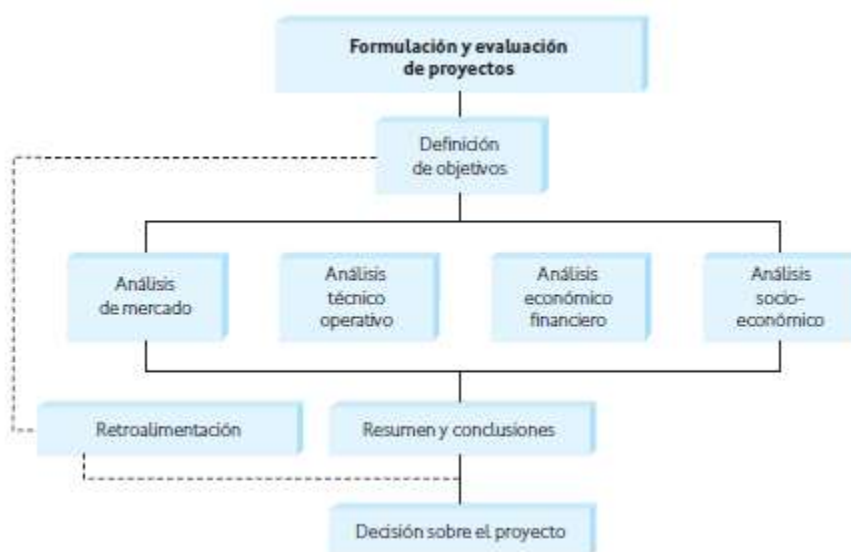 Formulación y evaluación
de proyectos
Definición
de objetivos
Análisis
de mercado
Análisis
técnico
operativo
Análisis
económico
financiero
Análisis
socio-
económico
Retroalimentación
Resumen y conclusiones
Decisión sobre el proyecto